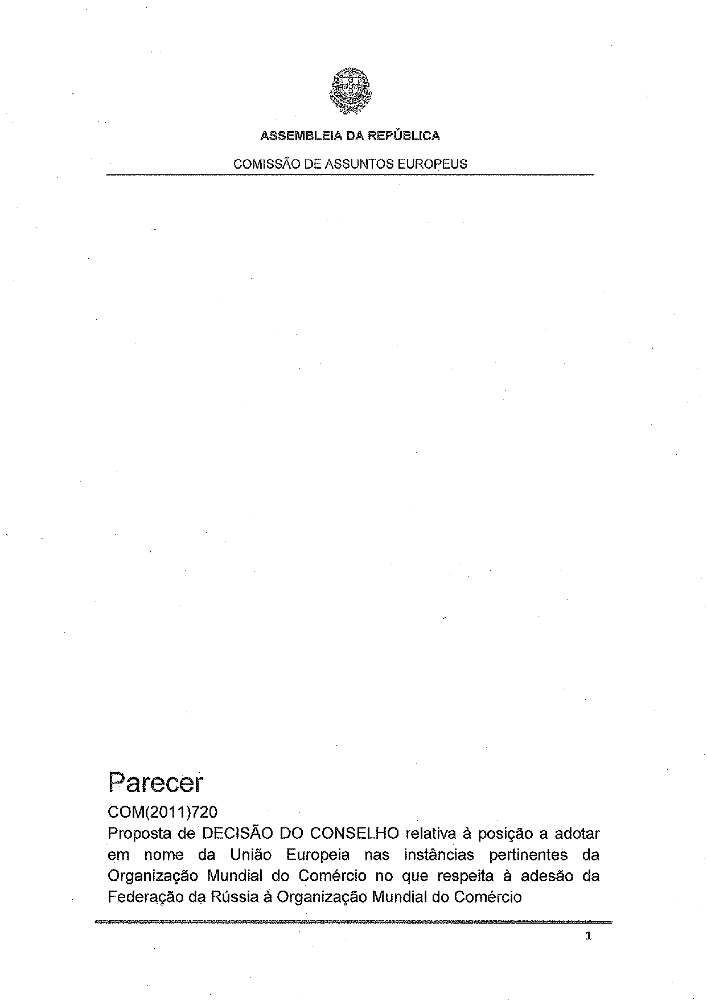 ASSEMBLEIA DA REPÚBLICA
COMISSÃO DE ASSUNTOS EUROPEUS
Parecer
COM(2011)720
Proposta de DECISÃO DO CONSELHO relativa à posição a adotar
em nome da União Europeia nas instâncias pertinentes da
Organização Mundial do Comércio no que respeita à adesão da
Federação da Rússia à Organização Mundial do Comércio
1